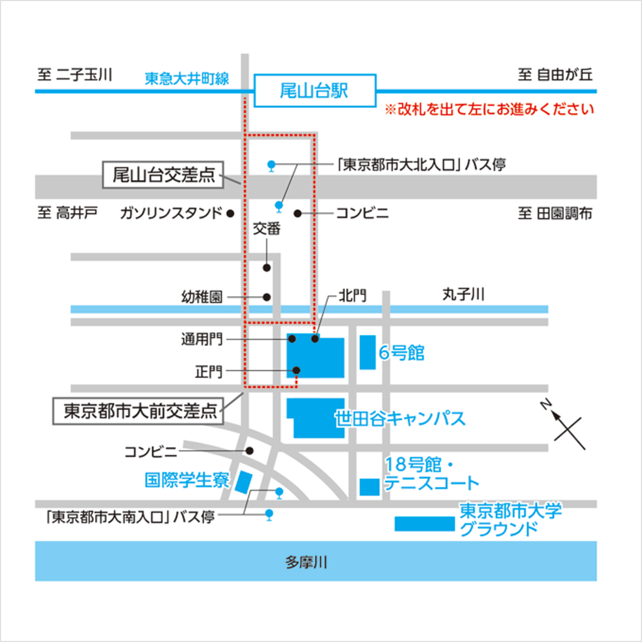 至 二子玉川
東急大井町線
尾山台駅
至 自由が丘
※改札を出て左にお進みください
尾山台交差点
「東京都市大北入口」バス停
至 高井戸
ガソリンスタンド
コンビニ
至 田園調布
交番
幼稚園
北門
丸子川
通用門
6号館
正門
東京都市大前交差点
世田谷キャンパス
N
コンビニ
国際学生寮
18号館・
テニスコート
「東京都市大南入口」バス停
東京都市大学
グラウンド
多摩川